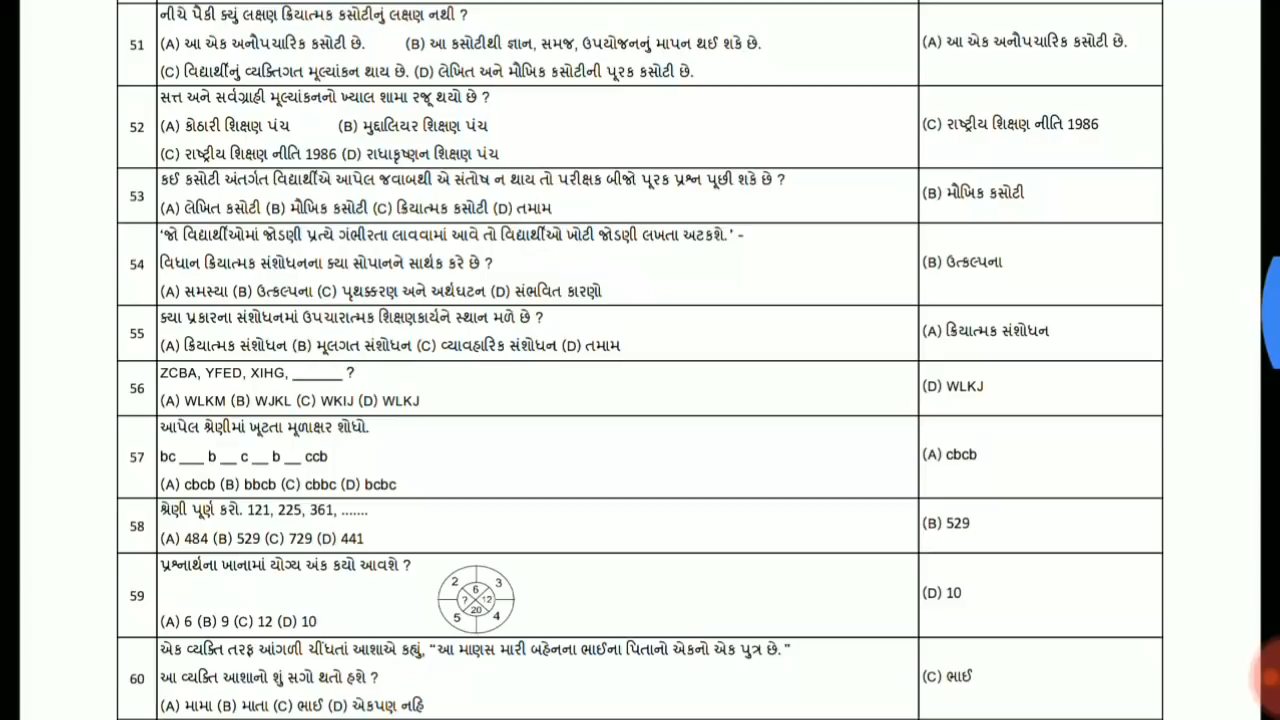 નીચે પૈકી ક્યું લક્ષણ ક્રિયાત્મક કસોટીનું લક્ષણ નથી ?
51
(A) આ એક અનૌપચારિક કસોટી છે. (B) આ કસોટીથી જ્ઞાન, સમજ, ઉપયોજનનું માપન થઈ શકે છે.
(A) આ એક અનૌપચારિક કસોટી છે.
(C) વિદ્યાર્થીનું વ્યક્તિગત મૂલ્યાંકન થાય છે. (D) લેખિત અને મૌખિક કસોટીની પૂરક કસોટી છે.
સત્ત અને સર્વગ્રાહી મૂલ્યાંકનનો ખ્યાલ શામા રજૂ થયો છે ?
52
(A) કોઠારી શિક્ષણ પંચ (B) મુદ્દાલિયર શિક્ષણ પંચ
(C) રાષ્ટ્રીય શિક્ષણ નીતિ 1986
(C) રાષ્ટ્રીય શિક્ષણ નીતિ 1986 (D) રાધાકૃષ્ણન શિક્ષણ પંચ
કઈ કસોટી અંતર્ગત વિદ્યાર્થીએ આપેલ જવાબથી એ સંતોષ ન થાય તો પરીક્ષક બીજો પૂરક પ્રશ્ન પૂછી શકે છે ?
53
(B) મૌખિક કસોટી
(A) લેખિત કસોટી (B) મૌખિક કસોટી (C) ક્રિયાત્મક કસોટી (D) તમામ
'જો વિદ્યાર્થીઓમાં જોડણી પ્રત્યે ગંભીરતા લાવવામાં આવે તો વિદ્યાર્થીઓ ખોટી જોડણી લખતા અટકશે.' -
54
વિધાન ક્રિયાત્મક સંશોધનના ક્યા સોપાનને સાર્થક કરે છે ?
(B) ઉત્કલ્પના
(A) સમસ્યા (B) ઉત્કલ્પના (C) પૃથક્કરણ અને અર્થઘટન (D) સંભવિત કારણો
ક્યા પ્રકારના સંશોધનમાં ઉપચારાત્મક શિક્ષણકાર્યને સ્થાન મળે છે ?
55
(A) ક્રિયાત્મક સંશોધન
(A) ક્રિયાત્મક સંશોધન (B) મૂલગત સંશોધન (C) વ્યાવહારિક સંશોધન (D) તમામ
ZCBA, YFED, XIHG, ______ ?
56
(D) WLKJ
(A) WLKM (B) WJKL (C) WKIJ (D) WLKJ
આપેલ શ્રેણીમાં ખૂટતા મૂળાક્ષર શોધો.
57
bc ___ b __ c __ b __ ccb
(A) cbcb
(A) cbcb (B) bbcb (C) cbbc (D) bcbc
શ્રેણી પૂર્ણ કરો. 121, 225, 361, .......
58
(B) 529
(A) 484 (B) 529 (C) 729 (D) 441
પ્રશ્નાર્થના ખાનામાં યોગ્ય અંક કયો આવશે ?
2 3
6
? 12
20
5 4
59
(D) 10
(A) 6 (B) 9 (C) 12 (D) 10
એક વ્યક્તિ તરફ આંગળી ચીંધતાં આશાએ કહ્યું, "આ માણસ મારી બહેનના ભાઈના પિતાનો એકનો એક પુત્ર છે."
60
આ વ્યક્તિ આશાનો શું સગો થતો હશે ?
(C) ભાઈ
(A) મામા (B) માતા (C) ભાઈ (D) એકપણ નહિ